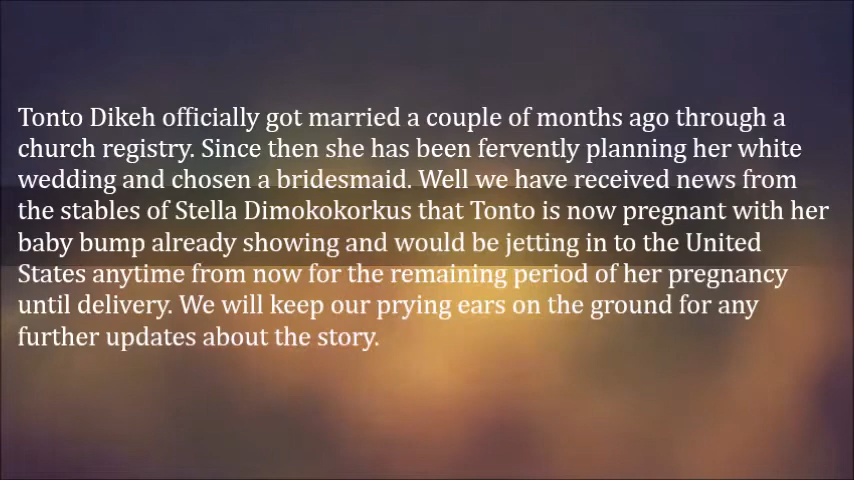 Tonto Dikeh officially got married a couple of months ago through a
church registry. Since then she has been fervently planning her white
wedding and chosen a bridesmaid. Well we have received news from
the stables of Stella Dimokokorkus that Tonto is now pregnant with her
baby bump already showing and would be jetting in to the United
States anytime from now for the remaining period of her pregnancy
until delivery. We will keep our prying ears on the ground for any
further updates about the story.